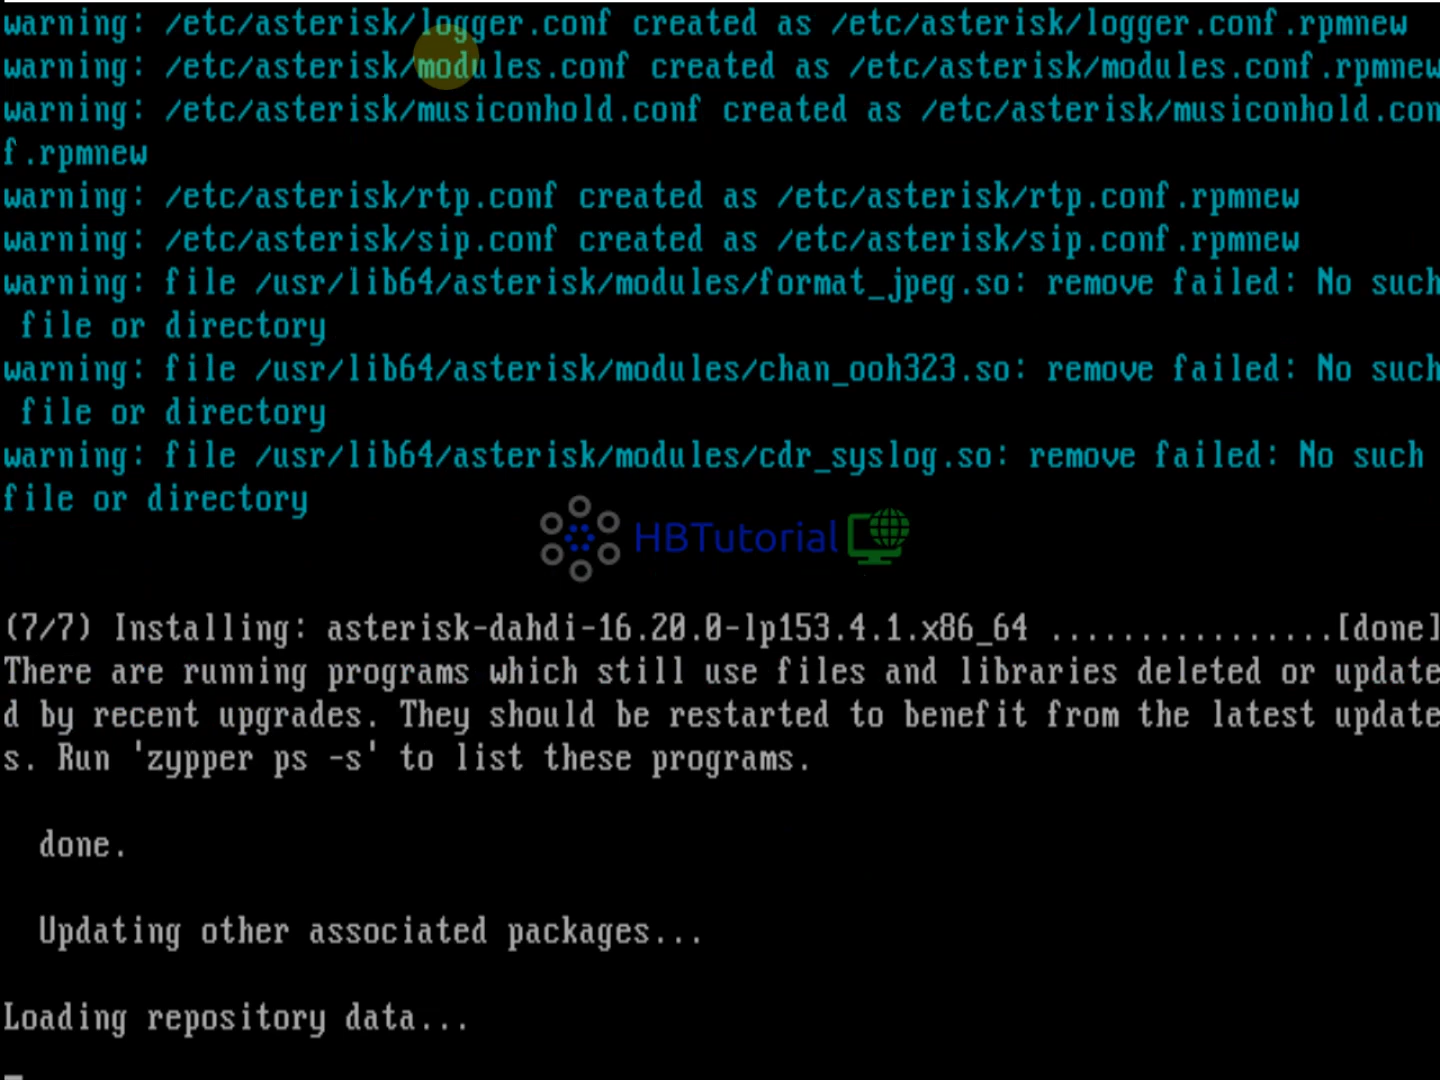 warning: /etc/asterisk/logger.conf created as /etc/asterisk/logger.conf.rpmnew
warning: /etc/asterisk/modules.conf created as /etc/asterisk/modules.conf.rpmnew
warning: /etc/asterisk/musiconhold.conf created as /etc/asterisk/musiconhold.con
f.rpmnew
warning: /etc/asterisk/rtp.conf created as /etc/asterisk/rtp.conf.rpmnew
warning: /etc/asterisk/sip.conf created as /etc/asterisk/sip.conf.rpmnew
warning: file /usr/lib64/asterisk/modules/format_jpeg.so: remove failed: No such
 file or directory
warning: file /usr/lib64/asterisk/modules/chan_ooh323.so: remove failed: No such
 file or directory
warning: file /usr/lib64/asterisk/modules/cdr_syslog.so: remove failed: No such
file or directory
HBTutorial
(7/7) Installing: asterisk-dahdi-16.20.0-lp153.4.1.x86_64 ................[done]
There are running programs which still use files and libraries deleted or update
d by recent upgrades. They should be restarted to benefit from the latest update
s. Run 'zypper ps -s' to list these programs.
  done.
  Updating other associated packages...
Loading repository data...